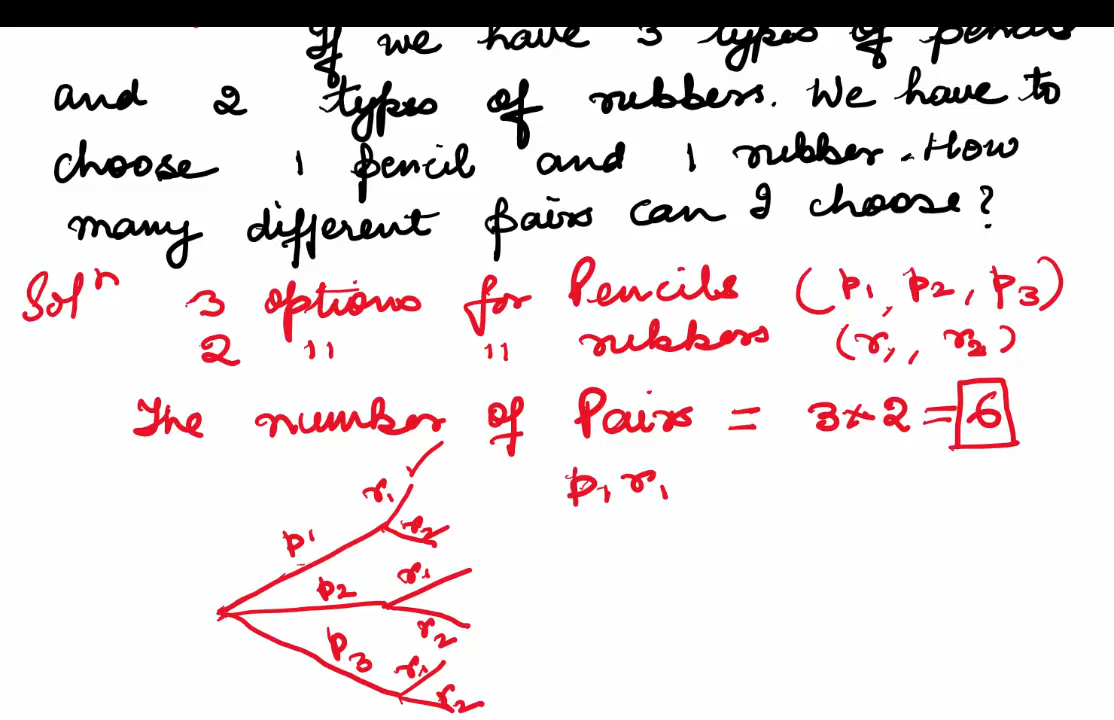 If we have 3 types of pencils
and 2 types of rubbers. We have to
choose 1 pencil and 1 rubber. How
many different pairs can I choose?
Solⁿ 3 options for Pencils (p1, p2, p3)
2 " " rubbers (r1, r2)
The number of Pairs = 3×2 = 6
p1 r1
r1
r2
p1
r1
p2
r2
p3
r1
r2